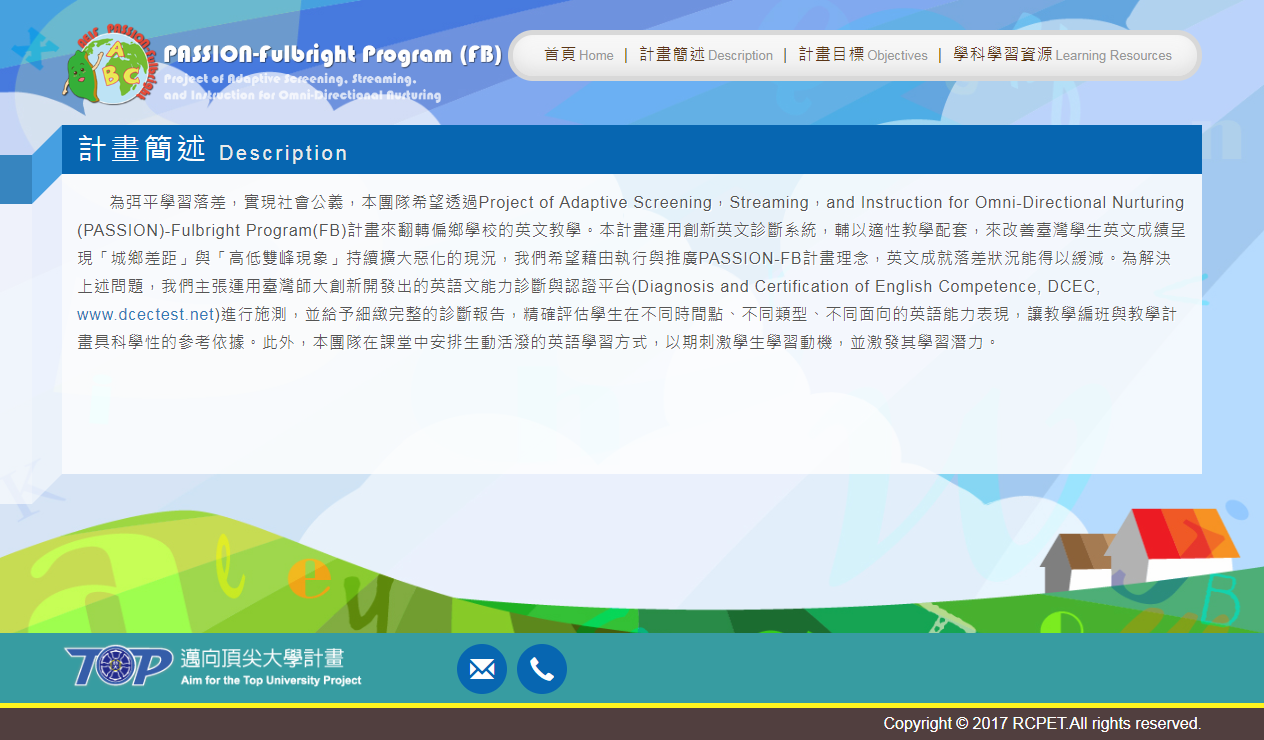 PASSION-Fulbright Program (FB)
Project of Adaptive Screening, Streaming,
and Instruction for Omni-Directional Nurturing
首頁 Home | 計畫簡述 Description | 計畫目標 Objectives | 學科學習資源 Learning Resources
計畫簡述 Description
為弭平學習落差，實現社會公義，本團隊希望透過Project of Adaptive Screening，Streaming，and Instruction for Omni-Directional Nurturing
(PASSION)-Fulbright Program(FB)計畫來翻轉偏鄉學校的英文教學。本計畫運用創新英文診斷系統，輔以適性教學配套，來改善臺灣學生英文成績呈
現「城鄉差距」與「高低雙峰現象」持續擴大惡化的現況，我們希望藉由執行與推廣PASSION-FB計畫理念，英文成就落差狀況能得以緩減。為解決
上述問題，我們主張運用臺灣師大創新開發出的英語文能力診斷與認證平台(Diagnosis and Certification of English Competence, DCEC,
www.dcectest.net)進行施測，並給予細緻完整的診斷報告，精確評估學生在不同時間點、不同類型、不同面向的英語能力表現，讓教學編班與教學計
畫具科學性的參考依據。此外，本團隊在課堂中安排生動活潑的英語學習方式，以期刺激學生學習動機，並激發其學習潛力。
TOP 邁向頂尖大學計畫
Aim for the Top University Project
Copyright © 2017 RCPET.All rights reserved.